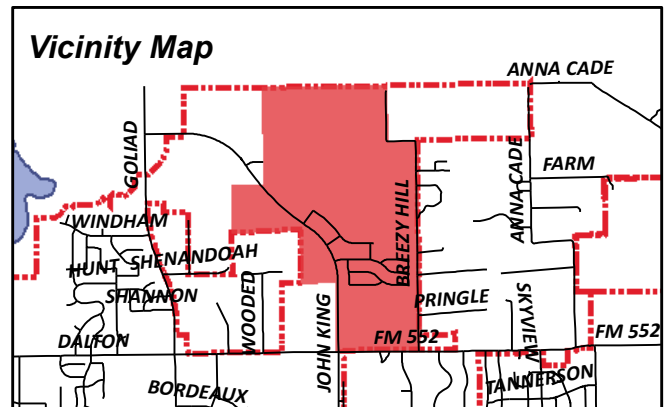 Vicinity Map
ANNA CADE
GOLIAD
FARM
ANNA CADE
WINDHAM
BREEZY HILL
HUNT
SHENANDOAH
SHANNON
WOODED
JOHN KING
PRINGLE
SKYVIEW
DALTON
FM 552
FM 552
BORDEAUX
TANNERSON